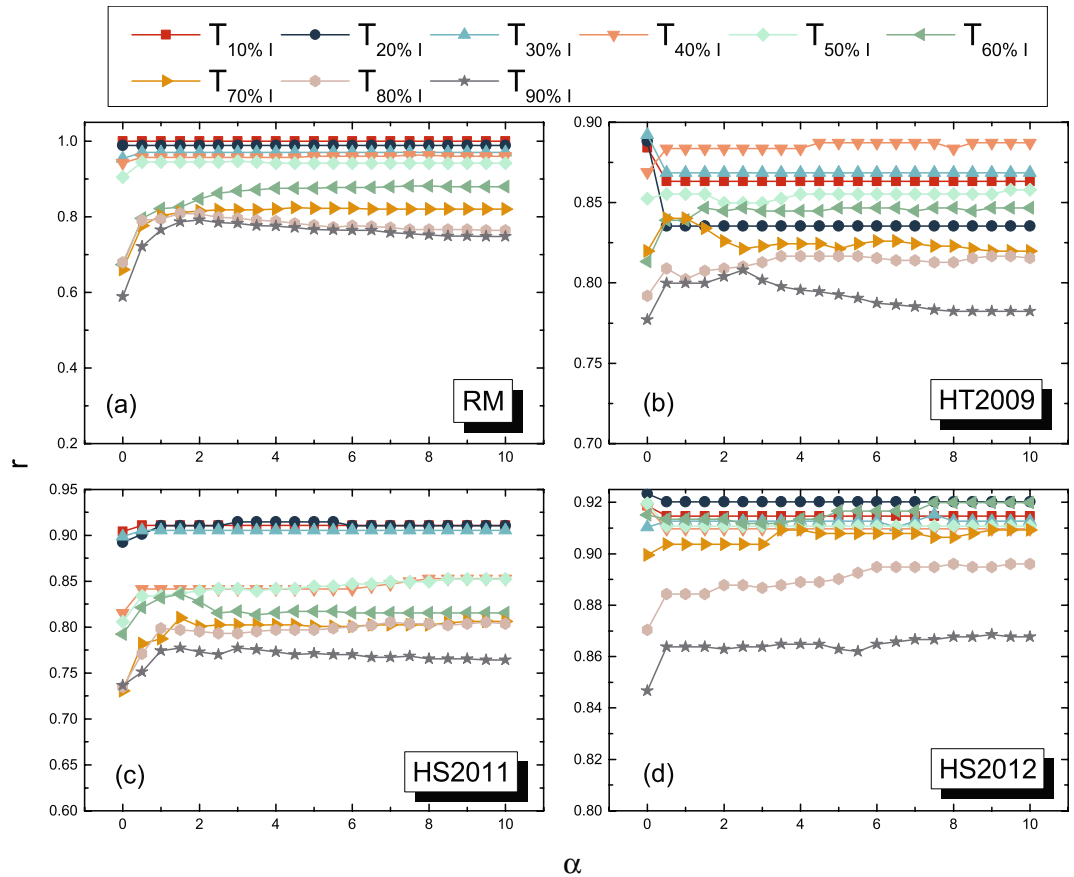 T10% I T20% I T30% I T40% I T50% I T60% I
T70% I T80% I T90% I
1.0
0.8
0.6
0.4
0.2
0 2 4 6 8 10
(a)
RM
0.90
0.85
0.80
0.75
0.70
0 2 4 6 8 10
(b)
HT2009
r
0.95
0.90
0.85
0.80
0.75
0.70
0.65
0.60
0 2 4 6 8 10
(c)
HS2011
0.92
0.90
0.88
0.86
0.84
0.82
0.80
0 2 4 6 8 10
(d)
HS2012
α